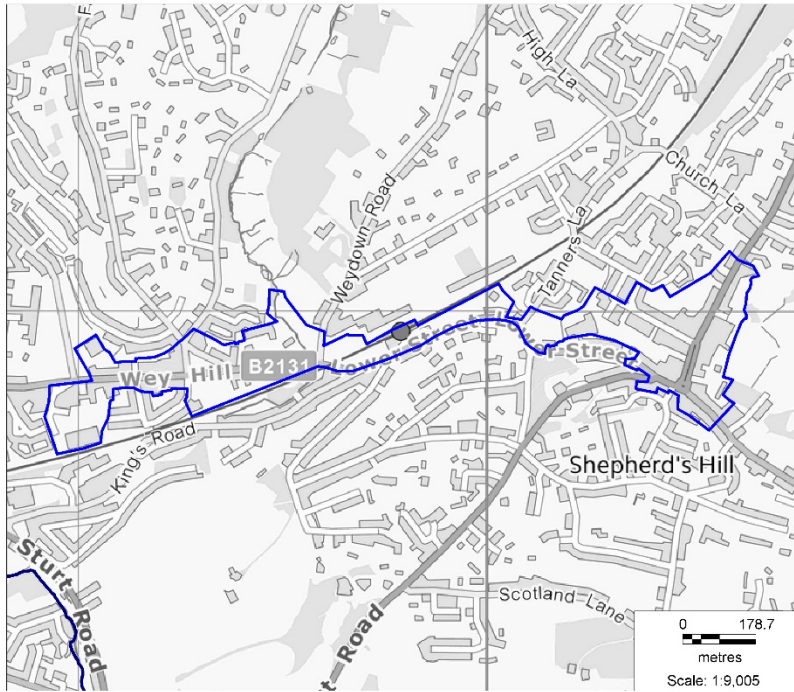 High La
Church La
Weydown Road
Tanners La
Wey Hill
B2131
Lower Street
Lower Street
King's Road
Shepherd's Hill
Sturt Road
Scotland Lane
Road
0 178.7
metres
Scale: 1:9,005